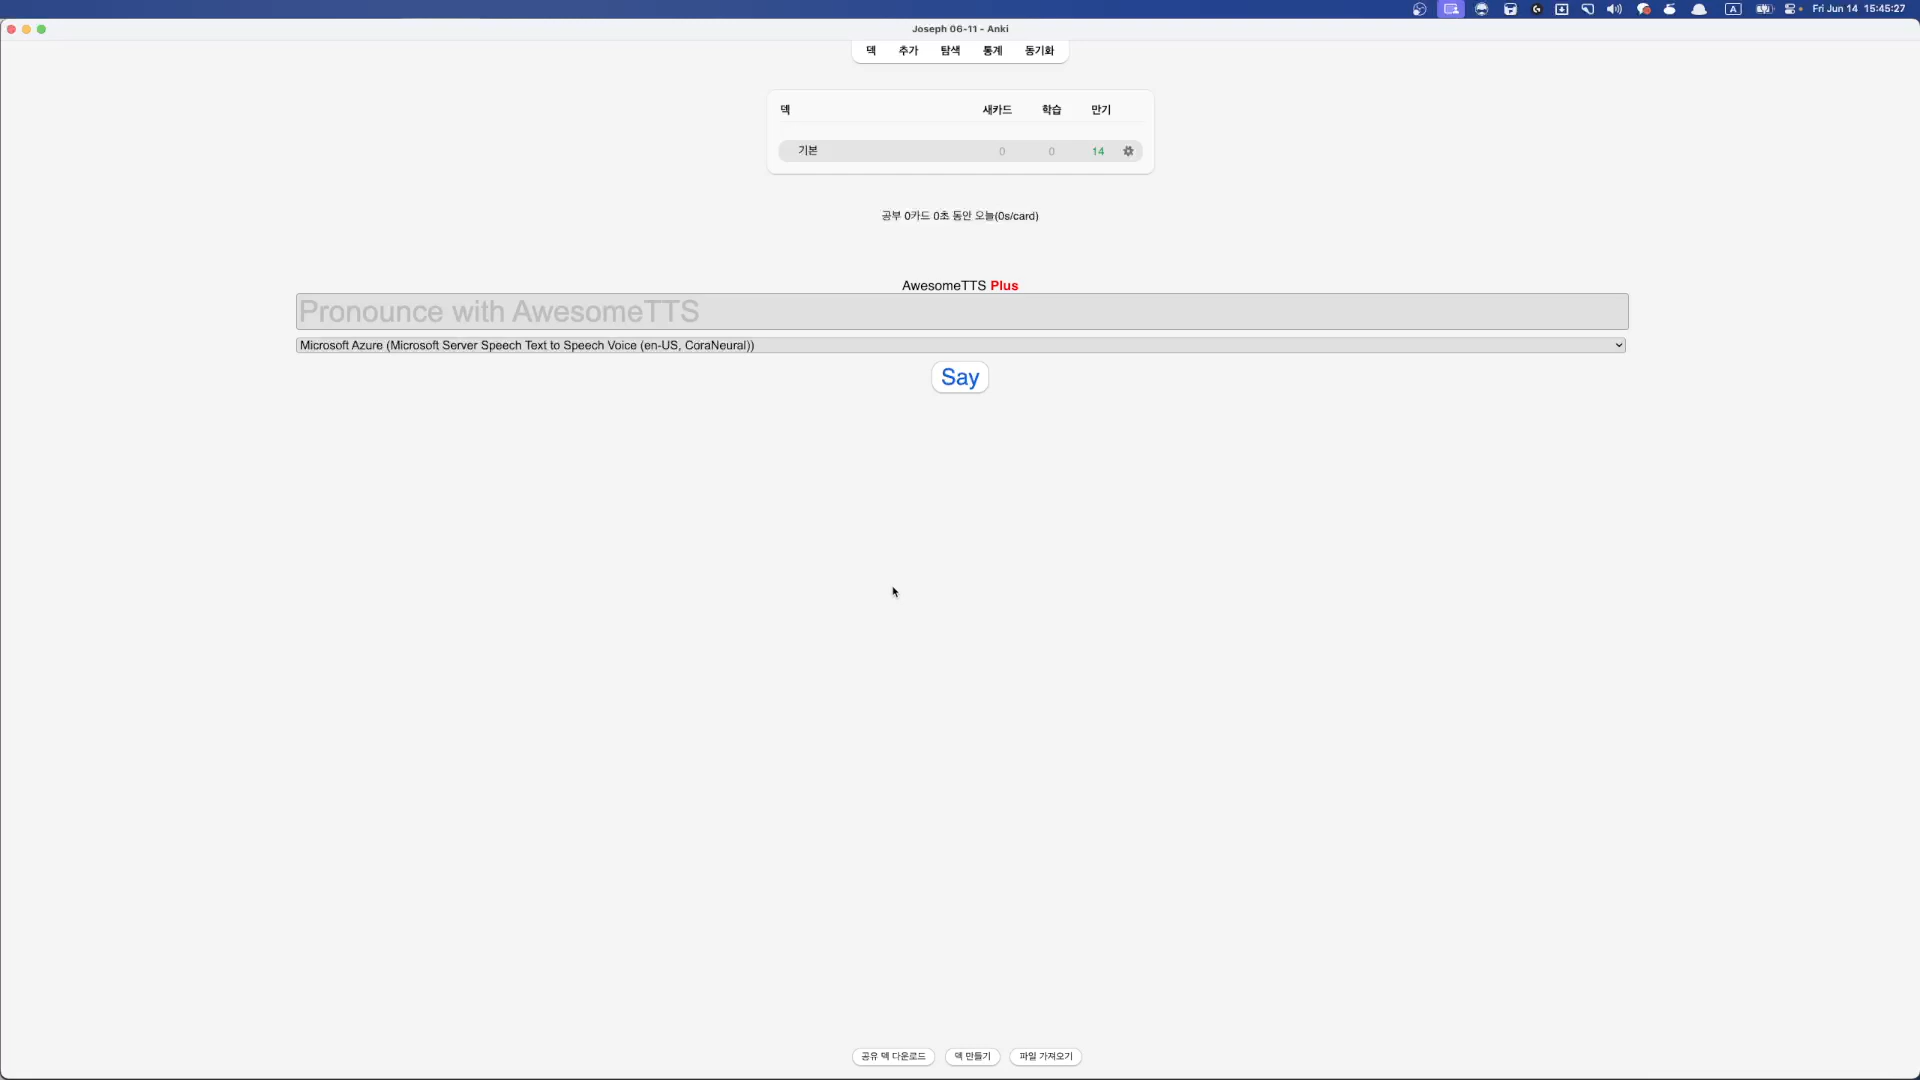 Fri Jun 14 15:45:27
Joseph 06-11 - Anki
덱 추가 탐색 통계 동기화
덱 새카드 학습 만기
기본 0 0 14
공부 0카드 0초 동안 오늘(0s/card)
AwesomeTTS Plus
Pronounce with AwesomeTTS
Microsoft Azure (Microsoft Server Speech Text to Speech Voice (en-US, CoraNeural))
Say
공유 덱 다운로드 덱 만들기 파일 가져오기